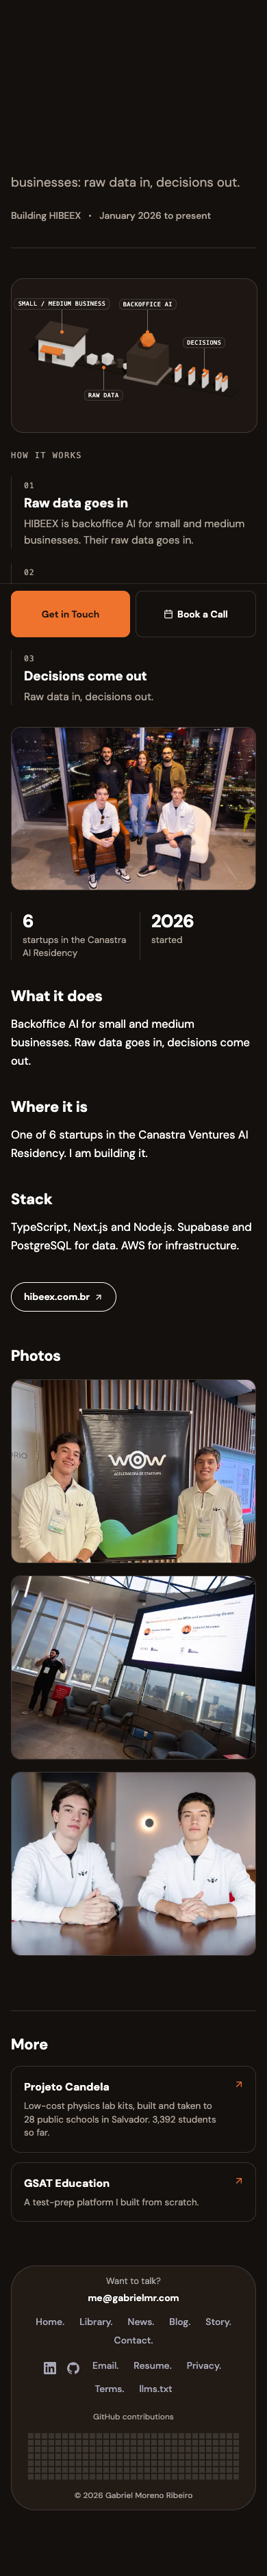 businesses: raw data in, decisions out.
Building HIBEEX • January 2026 to present
SMALL / MEDIUM BUSINESS
BACKOFFICE AI
DECISIONS
RAW DATA
HOW IT WORKS
01
Raw data goes in
HIBEEX is backoffice AI for small and medium
businesses. Their raw data goes in.
02
Get in Touch
Book a Call
03
Decisions come out
Raw data in, decisions out.
6
startups in the Canastra
AI Residency
2026
started
What it does
Backoffice AI for small and medium
businesses. Raw data goes in, decisions come
out.
Where it is
One of 6 startups in the Canastra Ventures AI
Residency. I am building it.
Stack
TypeScript, Next.js and Node.js. Supabase and
PostgreSQL for data. AWS for infrastructure.
hibeex.com.br ↗
Photos
WOW
ACELERADORA DE STARTUPS
More
Projeto Candela
Low-cost physics lab kits, built and taken to
28 public schools in Salvador. 3,392 students
so far.
GSAT Education
A test-prep platform I built from scratch.
Want to talk?
me@gabrielmr.com
Home. Library. News. Blog. Story.
Contact.
Email. Resume. Privacy.
Terms. llms.txt
GitHub contributions
© 2026 Gabriel Moreno Ribeiro